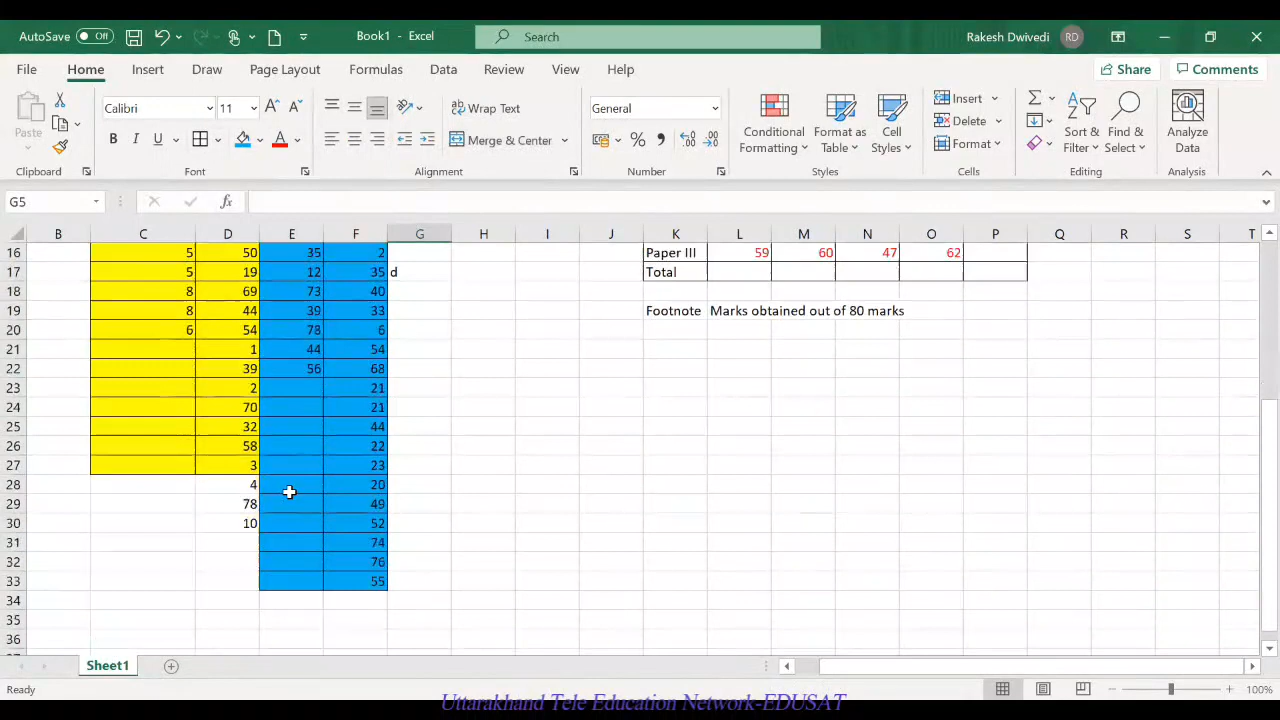 AutoSave Off Book1 - Excel Search Rakesh Dwivedi RD
File Home Insert Draw Page Layout Formulas Data Review View Help Share Comments
Paste
Calibri 11 A A Wrap Text General Conditional Formatting Format as Table Cell Styles Insert Sort & Filter Find & Select Analyze Data
Delete
B I U A Merge & Center % , Format
Clipboard Font Alignment Number Styles Cells Editing Analysis
G5 fx
B C D E F G H I J K L M N O P Q R S T
16 5 50 35 2 Paper III 59 60 47 62
17 5 19 12 35 d Total
18 8 69 73 40
19 8 44 39 33 Footnote Marks obtained out of 80 marks
20 6 54 78 6
21 1 44 54
22 39 56 68
23 2 21
24 70 21
25 32 44
26 58 22
27 3 23
28 4 20
29 78 49
30 10 52
31 74
32 76
33 55
34
35
36
Sheet1
Ready 100%
Uttarakhand Tele Education Network-EDUSAT